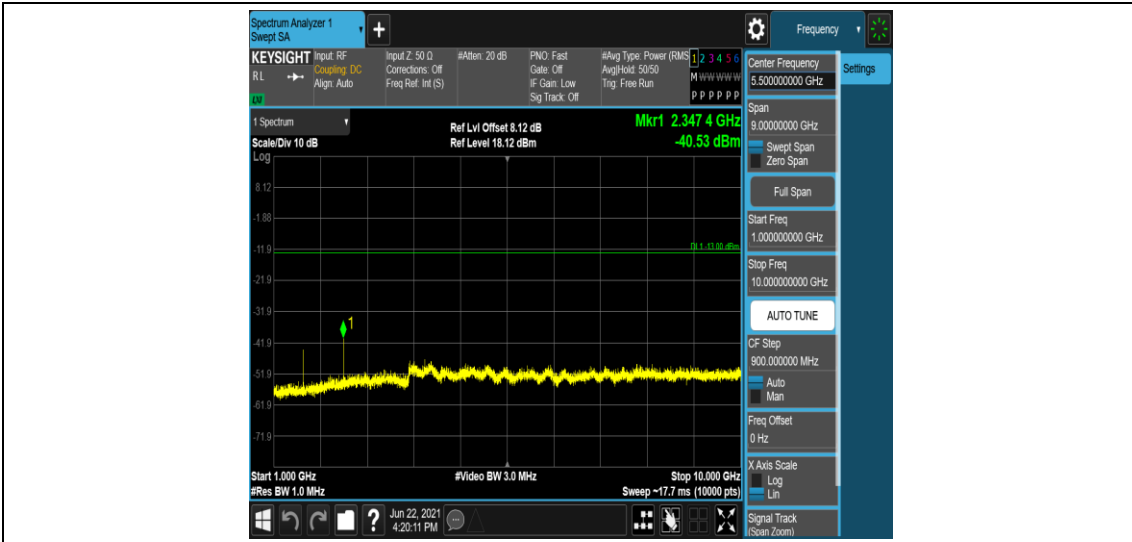 Spectrum Analyzer 1
Swept SA
+
Frequency
KEYSIGHT
RL
Input: RF
Coupling: DC
Align: Auto
Input Z: 50 Ω
Corrections: Off
Freq Ref: Int (S)
#Atten: 20 dB
PNO: Fast
Gate: Off
IF Gain: Low
Sig Track: Off
#Avg Type: Power (RMS
Avg|Hold: 50/50
Trig: Free Run
1 2 3 4 5 6
M W W W W W
P P P P P P
1 Spectrum
Scale/Div 10 dB
Log
Ref Lvl Offset 8.12 dB
Ref Level 18.12 dBm
Mkr1 2.347 4 GHz
-40.53 dBm
8.12
-1.88
-11.9
-21.9
-31.9
-41.9
-51.9
-61.9
-71.9
DL1 -13.00 dBm
1
Start 1.000 GHz
#Res BW 1.0 MHz
#Video BW 3.0 MHz
Stop 10.000 GHz
Sweep ~17.7 ms (10000 pts)
?
Jun 22, 2021
4:20:11 PM
Center Frequency
5.50000000 GHz
Span
9.00000000 GHz
Swept Span
Zero Span
Full Span
Start Freq
1.000000000 GHz
Stop Freq
10.000000000 GHz
AUTO TUNE
CF Step
900.000000 MHz
Auto
Man
Freq Offset
0 Hz
X Axis Scale
Log
Lin
Signal Track
(Span Zoom)
Settings